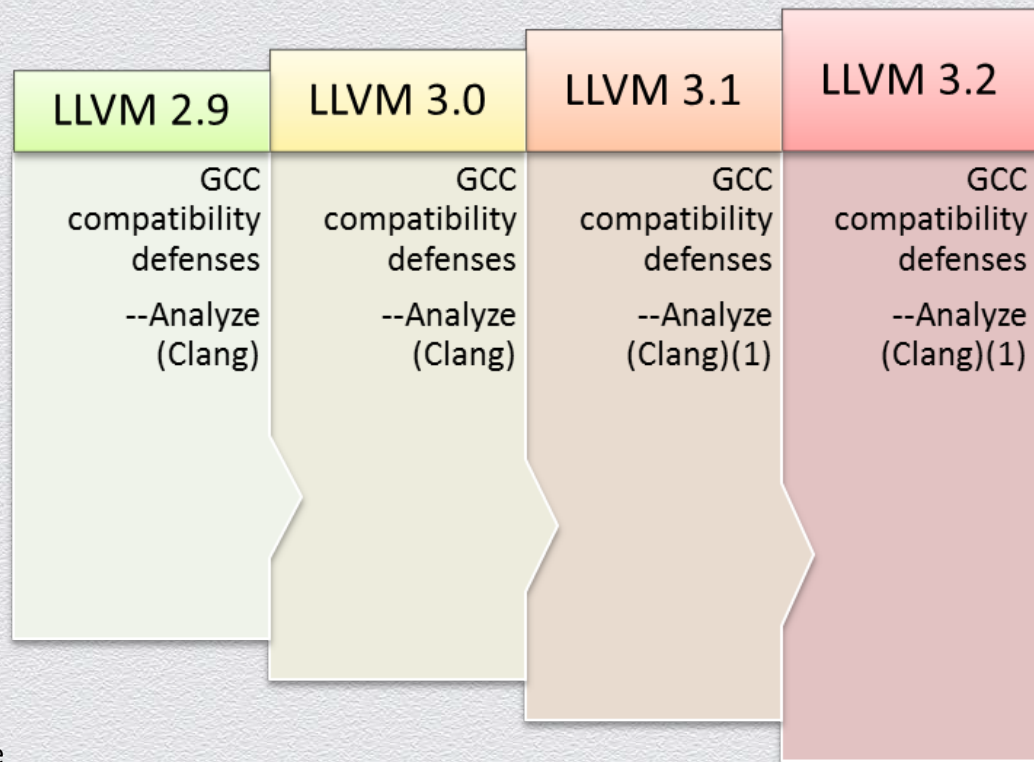 LLVM 2.9
GCC
compatibility
defenses
--Analyze
(Clang)
LLVM 3.0
GCC
compatibility
defenses
--Analyze
(Clang)
LLVM 3.1
GCC
compatibility
defenses
--Analyze
(Clang)(1)
LLVM 3.2
GCC
compatibility
defenses
--Analyze
(Clang)(1)